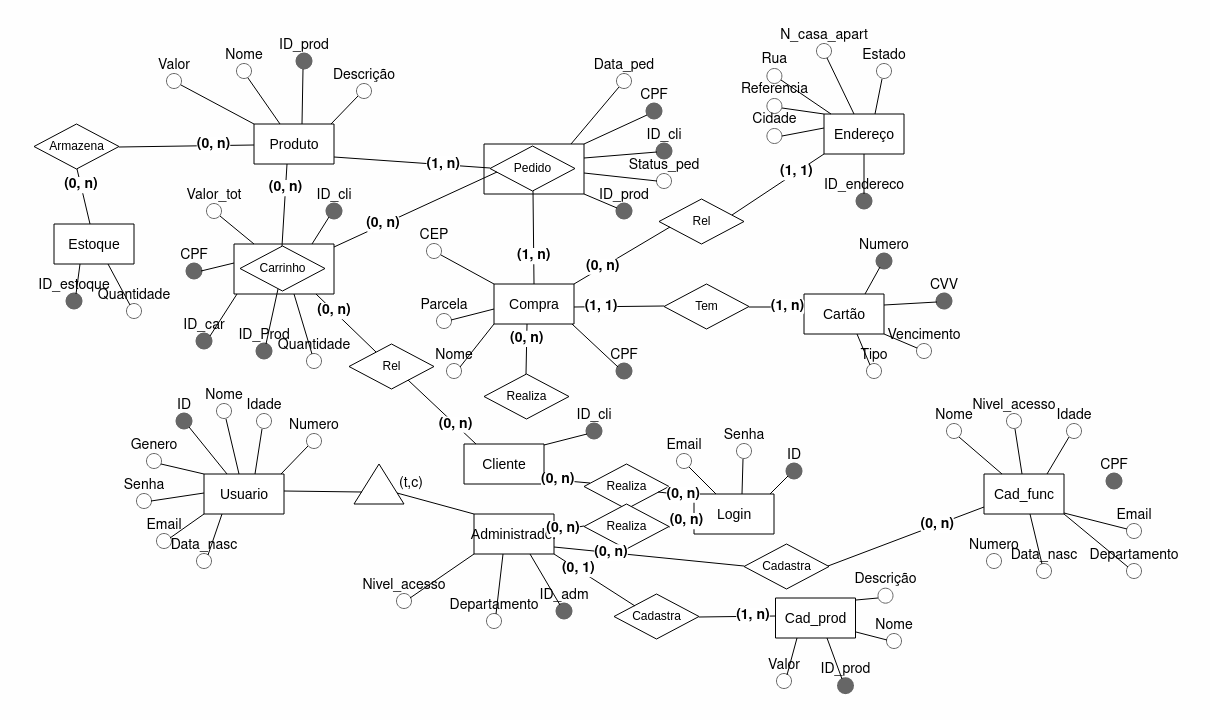 N_casa_apart
ID_prod
Nome
Valor
Descrição
Data_ped
Rua
Estado
CPF
Referencia
Cidade
ID_cli
Status_ped
ID_prod
Armazena
(0, n)
Produto
(1, n)
Pedido
Endereço
(1, 1)
ID_endereco
(0, n)
(0, n)
Valor_tot
ID_cli
(0, n)
Rel
Estoque
CEP
(1, n)
(0, n)
Numero
CPF
Carrinho
ID_estoque
Quantidade
CVV
Parcela
Compra
(1, 1)
Tem
(1, n)
Cartão
(0, n)
ID_car
ID_Prod
Quantidade
(0, n)
Vencimento
Nome
CPF
Tipo
Rel
Realiza
ID
Nome
Idade
Numero
(0, n)
ID_cli
Genero
Senha
Usuario
Email
Data_nasc
(t,c)
Cliente
(0, n)
Realiza
(0, n)
Email
Senha
ID
Login
Administrado
(0, n)
Realiza
(0, n)
(0, n)
(0, 1)
Nivel_acesso
Departamento
ID_adm
Cadastra
(0, n)
Nome
Nivel_acesso
Idade
CPF
Cad_func
Email
Numero
Data_nasc
Departamento
Cadastra
(1, n)
Cad_prod
Descrição
Nome
Valor
ID_prod